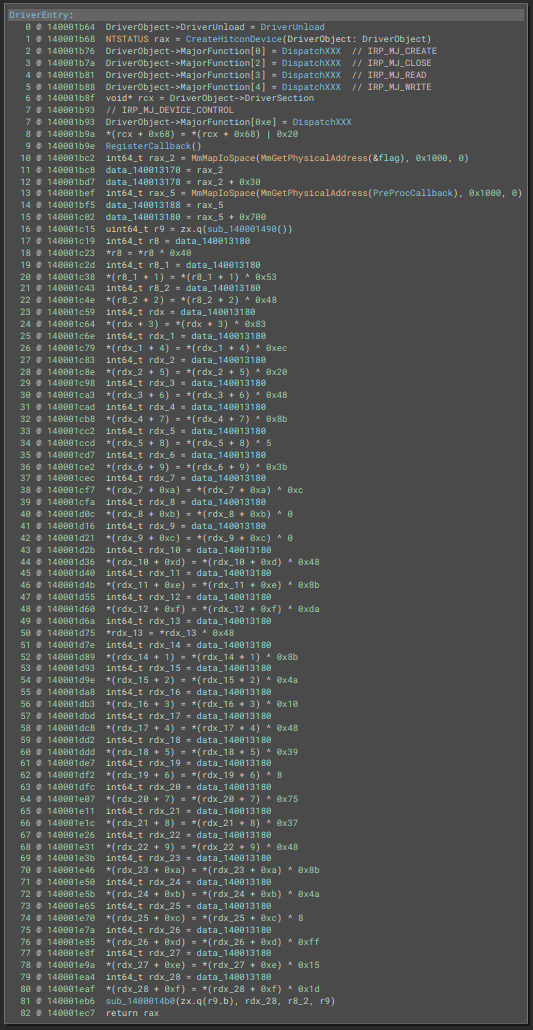 DriverEntry:
0 @ 140001b64 DriverObject->DriverUnload = DriverUnload
1 @ 140001b68 NTSTATUS rax = CreateHitconDevice(DriverObject: DriverObject)
2 @ 140001b76 DriverObject->MajorFunction[0] = DispatchXXX // IRP_MJ_CREATE
3 @ 140001b7a DriverObject->MajorFunction[2] = DispatchXXX // IRP_MJ_CLOSE
4 @ 140001b81 DriverObject->MajorFunction[3] = DispatchXXX // IRP_MJ_READ
5 @ 140001b88 DriverObject->MajorFunction[4] = DispatchXXX // IRP_MJ_WRITE
6 @ 140001b8f void* rcx = DriverObject->DriverSection
7 @ 140001b93 // IRP_MJ_DEVICE_CONTROL
7 @ 140001b93 DriverObject->MajorFunction[0xe] = DispatchXXX
8 @ 140001b9a *(rcx + 0x68) = *(rcx + 0x68) | 0x20
9 @ 140001b9e RegisterCallback()
10 @ 140001bc2 int64_t rax_2 = MmMapIoSpace(MmGetPhysicalAddress(&flag), 0x1000, 0)
11 @ 140001bc8 data_140013170 = rax_2
12 @ 140001bd7 data_140013178 = rax_2 + 0x30
13 @ 140001bef int64_t rax_5 = MmMapIoSpace(MmGetPhysicalAddress(PreProcCallback), 0x1000, 0)
14 @ 140001bf5 data_140013188 = rax_5
15 @ 140001c02 data_140013180 = rax_5 + 0x700
16 @ 140001c15 uint64_t r9 = zx.q(sub_140001490())
17 @ 140001c19 int64_t r8 = data_140013180
18 @ 140001c23 *r8 = *r8 ^ 0x40
19 @ 140001c2d int64_t r8_1 = data_140013180
20 @ 140001c38 *(r8_1 + 1) = *(r8_1 + 1) ^ 0x53
21 @ 140001c43 int64_t r8_2 = data_140013180
22 @ 140001c4e *(r8_2 + 2) = *(r8_2 + 2) ^ 0x48
23 @ 140001c59 int64_t rdx = data_140013180
24 @ 140001c64 *(rdx + 3) = *(rdx + 3) ^ 0x83
25 @ 140001c6e int64_t rdx_1 = data_140013180
26 @ 140001c79 *(rdx_1 + 4) = *(rdx_1 + 4) ^ 0xec
27 @ 140001c83 int64_t rdx_2 = data_140013180
28 @ 140001c8e *(rdx_2 + 5) = *(rdx_2 + 5) ^ 0x20
29 @ 140001c98 int64_t rdx_3 = data_140013180
30 @ 140001ca3 *(rdx_3 + 6) = *(rdx_3 + 6) ^ 0x48
31 @ 140001cad int64_t rdx_4 = data_140013180
32 @ 140001cb8 *(rdx_4 + 7) = *(rdx_4 + 7) ^ 0x8b
33 @ 140001cc2 int64_t rdx_5 = data_140013180
34 @ 140001ccd *(rdx_5 + 8) = *(rdx_5 + 8) ^ 5
35 @ 140001cd7 int64_t rdx_6 = data_140013180
36 @ 140001ce2 *(rdx_6 + 9) = *(rdx_6 + 9) ^ 0x3b
37 @ 140001cec int64_t rdx_7 = data_140013180
38 @ 140001cf7 *(rdx_7 + 0xa) = *(rdx_7 + 0xa) ^ 0xc
39 @ 140001cfa int64_t rdx_8 = data_140013180
40 @ 140001d0c *(rdx_8 + 0xb) = *(rdx_8 + 0xb) ^ 0
41 @ 140001d16 int64_t rdx_9 = data_140013180
42 @ 140001d21 *(rdx_9 + 0xc) = *(rdx_9 + 0xc) ^ 0
43 @ 140001d2b int64_t rdx_10 = data_140013180
44 @ 140001d36 *(rdx_10 + 0xd) = *(rdx_10 + 0xd) ^ 0x48
45 @ 140001d40 int64_t rdx_11 = data_140013180
46 @ 140001d4b *(rdx_11 + 0xe) = *(rdx_11 + 0xe) ^ 0x8b
47 @ 140001d55 int64_t rdx_12 = data_140013180
48 @ 140001d60 *(rdx_12 + 0xf) = *(rdx_12 + 0xf) ^ 0xda
49 @ 140001d6a int64_t rdx_13 = data_140013180
50 @ 140001d75 *rdx_13 = *rdx_13 ^ 0x48
51 @ 140001d7e int64_t rdx_14 = data_140013180
52 @ 140001d89 *(rdx_14 + 1) = *(rdx_14 + 1) ^ 0x8b
53 @ 140001d93 int64_t rdx_15 = data_140013180
54 @ 140001d9e *(rdx_15 + 2) = *(rdx_15 + 2) ^ 0x4a
55 @ 140001da8 int64_t rdx_16 = data_140013180
56 @ 140001db3 *(rdx_16 + 3) = *(rdx_16 + 3) ^ 0x10
57 @ 140001dbd int64_t rdx_17 = data_140013180
58 @ 140001dc8 *(rdx_17 + 4) = *(rdx_17 + 4) ^ 0x48
59 @ 140001dd2 int64_t rdx_18 = data_140013180
60 @ 140001ddd *(rdx_18 + 5) = *(rdx_18 + 5) ^ 0x39
61 @ 140001de7 int64_t rdx_19 = data_140013180
62 @ 140001df2 *(rdx_19 + 6) = *(rdx_19 + 6) ^ 8
63 @ 140001dfc int64_t rdx_20 = data_140013180
64 @ 140001e07 *(rdx_20 + 7) = *(rdx_20 + 7) ^ 0x75
65 @ 140001e11 int64_t rdx_21 = data_140013180
66 @ 140001e1c *(rdx_21 + 8) = *(rdx_21 + 8) ^ 0x37
67 @ 140001e26 int64_t rdx_22 = data_140013180
68 @ 140001e31 *(rdx_22 + 9) = *(rdx_22 + 9) ^ 0x48
69 @ 140001e3b int64_t rdx_23 = data_140013180
70 @ 140001e46 *(rdx_23 + 0xa) = *(rdx_23 + 0xa) ^ 0x8b
71 @ 140001e50 int64_t rdx_24 = data_140013180
72 @ 140001e5b *(rdx_24 + 0xb) = *(rdx_24 + 0xb) ^ 0x4a
73 @ 140001e65 int64_t rdx_25 = data_140013180
74 @ 140001e70 *(rdx_25 + 0xc) = *(rdx_25 + 0xc) ^ 8
75 @ 140001e7a int64_t rdx_26 = data_140013180
76 @ 140001e85 *(rdx_26 + 0xd) = *(rdx_26 + 0xd) ^ 0xff
77 @ 140001e8f int64_t rdx_27 = data_140013180
78 @ 140001e9a *(rdx_27 + 0xe) = *(rdx_27 + 0xe) ^ 0x15
79 @ 140001ea4 int64_t rdx_28 = data_140013180
80 @ 140001eaf *(rdx_28 + 0xf) = *(rdx_28 + 0xf) ^ 0x1d
81 @ 140001eb6 sub_1400014b0(zx.q(r9.b), rdx_28, r8_2, r9)
82 @ 140001ec7 return rax